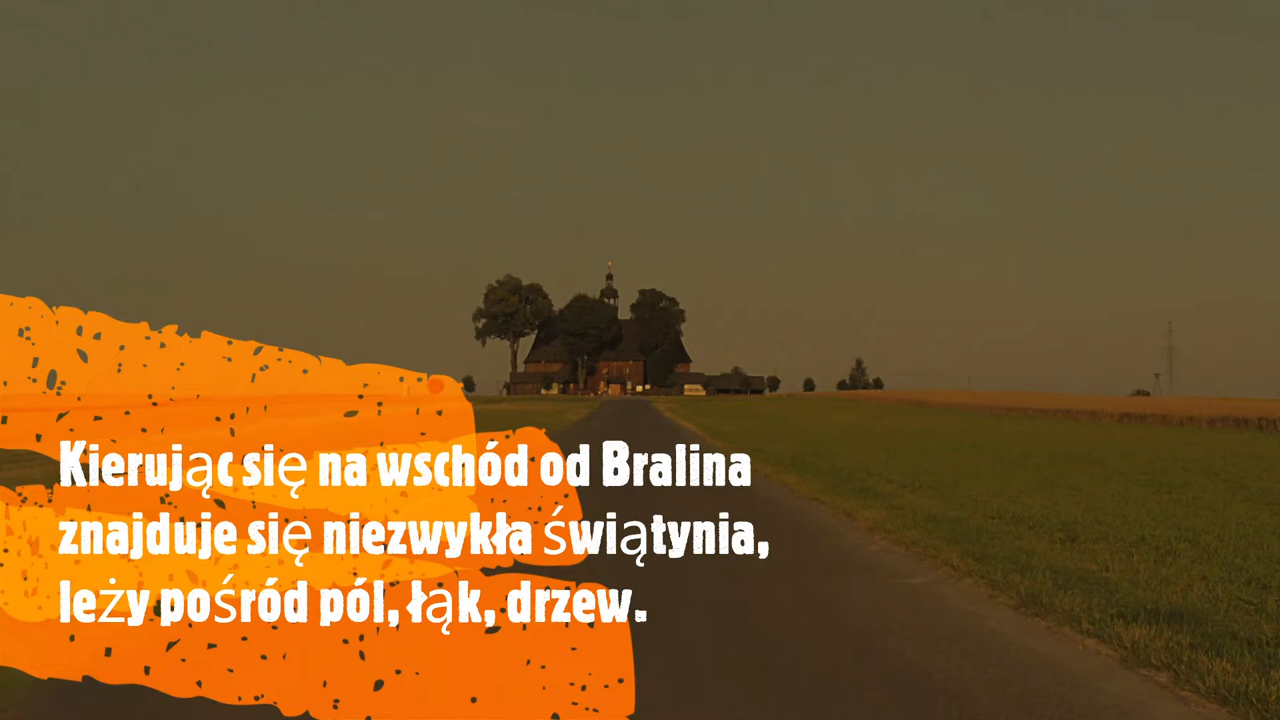 Kierując się na wschód od Bralina
znajduje się niezwykła świątynia,
leży pośród pól, łąk, drzew.